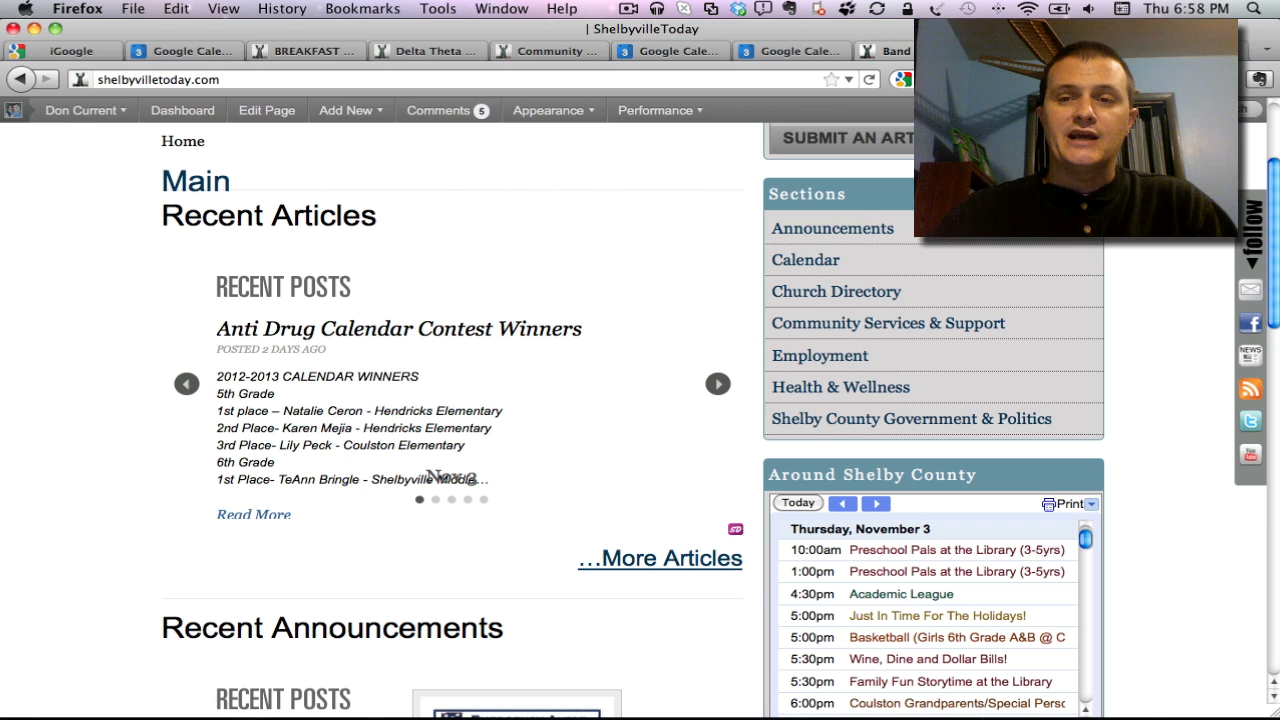 Firefox File Edit View History Bookmarks Tools Window Help Thu 6:58 PM
| ShelbyvilleToday
iGoogle Google Cale... BREAKFAST ... Delta Theta ... Community ... Google Cale... Google Cale... Band
shelbyvilletoday.com
Don Current Dashboard Edit Page Add New Comments 5 Appearance Performance
Home
Main
Recent Articles
RECENT POSTS
Anti Drug Calendar Contest Winners
POSTED 2 DAYS AGO
2012-2013 CALENDAR WINNERS
5th Grade
1st place – Natalie Ceron - Hendricks Elementary
2nd Place- Karen Mejia - Hendricks Elementary
3rd Place- Lily Peck - Coulston Elementary
6th Grade
1st Place- TeAnn Bringle - Shelbyville Middle...
Read More
SD
...More Articles
Recent Announcements
RECENT POSTS
SUBMIT AN ART
Sections
Announcements
Calendar
Church Directory
Community Services & Support
Employment
Health & Wellness
Shelby County Government & Politics
Around Shelby County
Today Print
Thursday, November 3
10:00am Preschool Pals at the Library (3-5yrs)
1:00pm Preschool Pals at the Library (3-5yrs)
4:30pm Academic League
5:00pm Just In Time For The Holidays!
5:00pm Basketball (Girls 6th Grade A&B @ C
5:30pm Wine, Dine and Dollar Bills!
5:30pm Family Fun Storytime at the Library
6:00pm Coulston Grandparents/Special Perso
follow
NEWS
You Tube